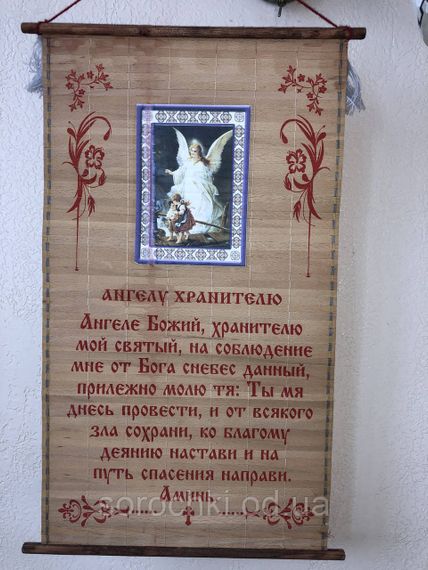 АНГЕЛУ ХРАНИТЕЛЮ
Ангеле Божий, хранителю
мой святый, на соблюдение
мне от Бога снебес данный,
прилежно молю тя: Ты мя
днесь провести, и от всякого
зла сохрани, ко благому
деянию настави и на
путь спасения направи.
Аминь.
sorochki.od.ua